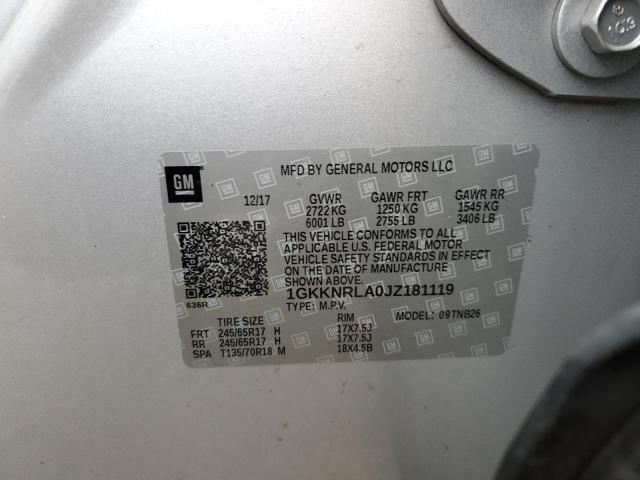 GM
MFD BY GENERAL MOTORS LLC
12/17 GVWR GAWR FRT GAWR RR
2722 KG 1250 KG 1545 KG
6001 LB 2755 LB 3406 LB
THIS VEHICLE CONFORMS TO ALL
APPLICABLE U.S. FEDERAL MOTOR
VEHICLE SAFETY STANDARDS IN EFFECT
ON THE DATE OF MANUFACTURE
SHOWN ABOVE.
636R
1GKKNRLA0JZ181119
TYPE: M.P.V. MODEL: 09TNB26
TIRE SIZE RIM
FRT 245/65R17 H 17X7.5J
RR 245/65R17 H 17X7.5J
SPA T135/70R18 M 18X4.5B